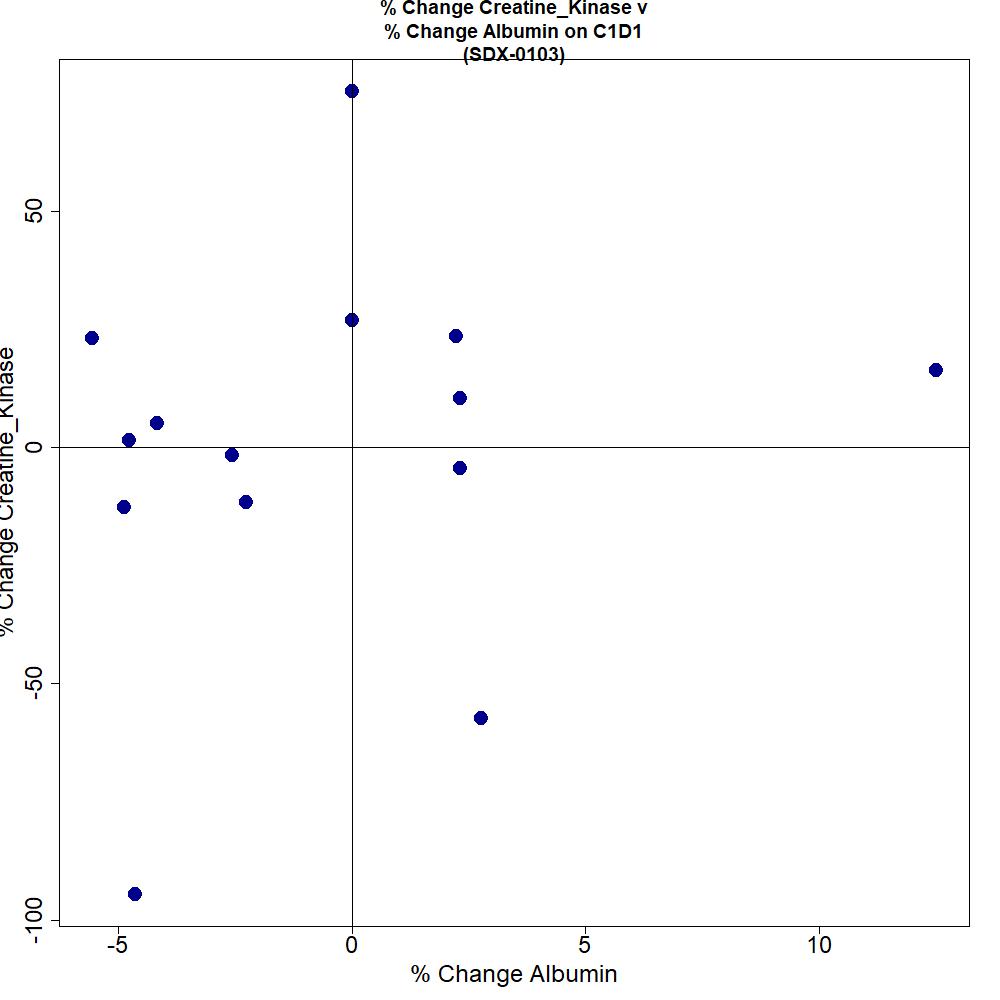 % Change Creatine_Kinase v
% Change Albumin on C1D1
(SDX-0103)
% Change Creatine_Kinase
50
0
-50
-100
-5
0
5
10
% Change Albumin